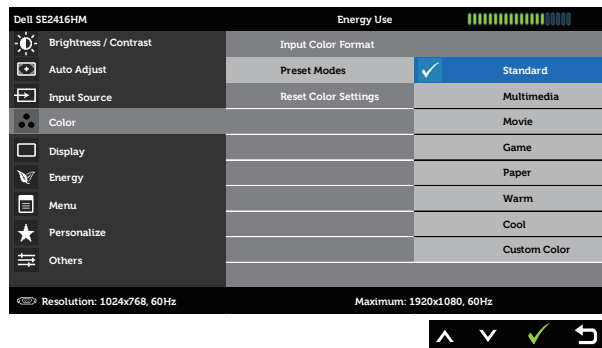 Dell SE2416HM Energy Use
Brightness / Contrast Input Color Format
Auto Adjust Preset Modes Standard
Input Source Reset Color Settings Multimedia
Color Movie
Display Game
Energy Paper
Menu Warm
Personalize Cool
Others Custom Color
Resolution: 1024x768, 60Hz Maximum: 1920x1080, 60Hz